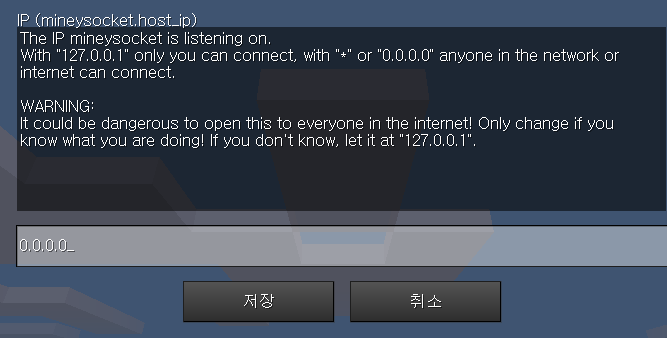 IP (mineysocket.host_ip)
The IP mineysocket is listening on.
With "127.0.0.1" only you can connect, with "*" or "0.0.0.0" anyone in the network or
internet can connect.
WARNING:
It could be dangerous to open this to everyone in the internet! Only change if you
know what you are doing! If you don't know, let it at "127.0.0.1".
0.0.0.0_
저장 취소